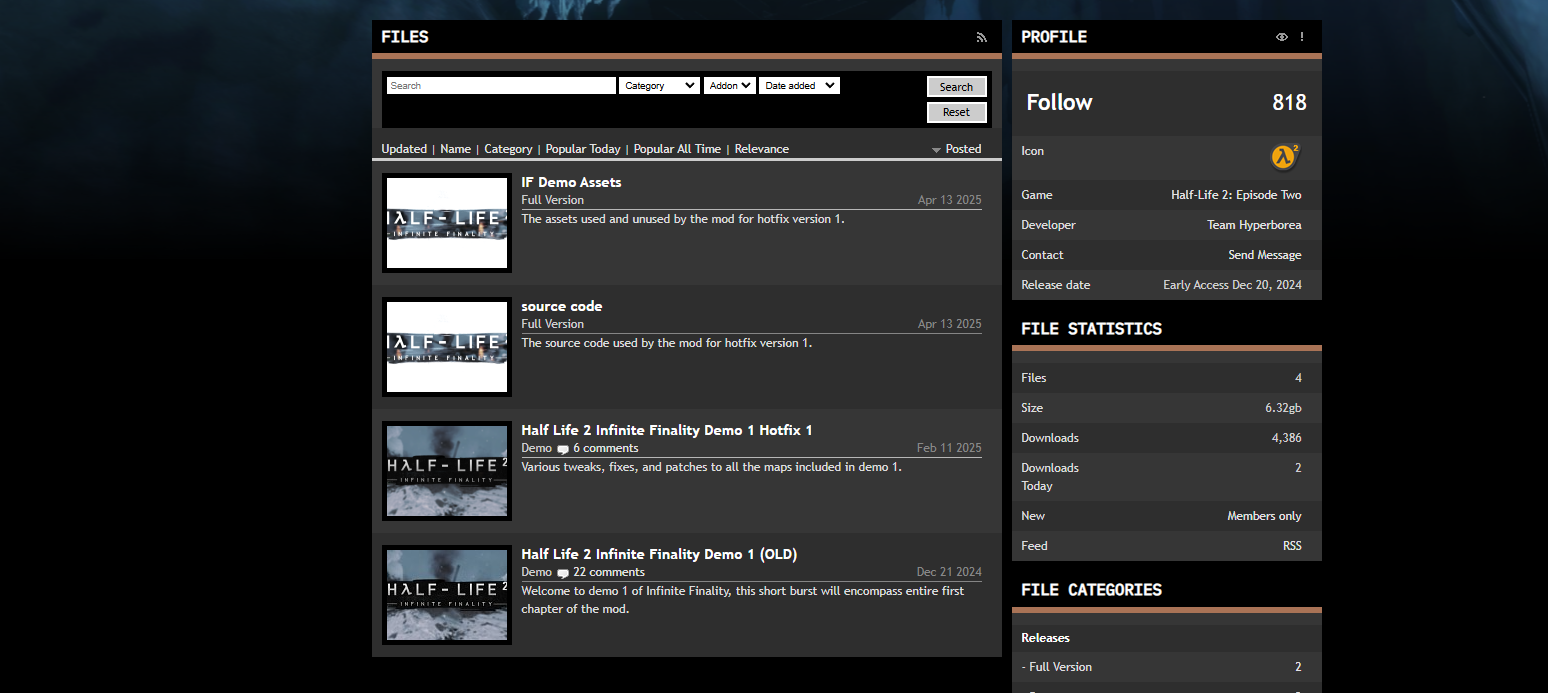 FILES
Search
Category
Addon
Date added
Search
Reset
Updated | Name | Category | Popular Today | Popular All Time | Relevance
Posted
HλLF-LIFE
INFINITE FINALITY
IF Demo Assets
Full Version
Apr 13 2025
The assets used and unused by the mod for hotfix version 1.
HλLF-LIFE
INFINITE FINALITY
source code
Full Version
Apr 13 2025
The source code used by the mod for hotfix version 1.
HλLF-LIFE 2
INFINITE FINALITY
Half Life 2 Infinite Finality Demo 1 Hotfix 1
Demo 6 comments
Feb 11 2025
Various tweaks, fixes, and patches to all the maps included in demo 1.
HλLF-LIFE 2
INFINITE FINALITY
Half Life 2 Infinite Finality Demo 1 (OLD)
Demo 22 comments
Dec 21 2024
Welcome to demo 1 of Infinite Finality, this short burst will encompass entire first
chapter of the mod.
PROFILE
Follow 818
Icon
λ2
Game Half-Life 2: Episode Two
Developer Team Hyperborea
Contact Send Message
Release date Early Access Dec 20, 2024
FILE STATISTICS
Files 4
Size 6.32gb
Downloads 4,386
Downloads 2
Today
New Members only
Feed RSS
FILE CATEGORIES
Releases
- Full Version 2